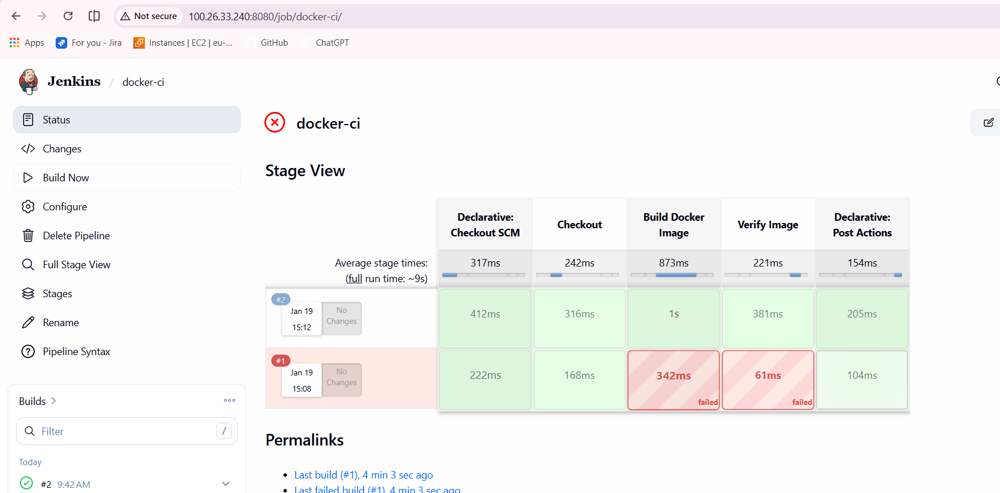 Not secure
100.26.33.240:8080/job/docker-ci/
Apps
For you - Jira
Instances | EC2 | eu-...
GitHub
ChatGPT
Jenkins / docker-ci
Status
Changes
Build Now
Configure
Delete Pipeline
Full Stage View
Stages
Rename
Pipeline Syntax
Builds
Filter
/
Today
#2 9:42 AM
docker-ci
Stage View
Declarative:
Checkout SCM
Checkout
Build Docker
Image
Verify Image
Declarative:
Post Actions
Average stage times:
(full run time: ~9s)
317ms
242ms
873ms
221ms
154ms
#2
Jan 19
15:12
No
Changes
412ms
316ms
1s
381ms
205ms
#1
Jan 19
15:08
No
Changes
222ms
168ms
342ms
failed
61ms
failed
104ms
Permalinks
Last build (#1), 4 min 3 sec ago
Last failed build (#1), 4 min 3 sec ago